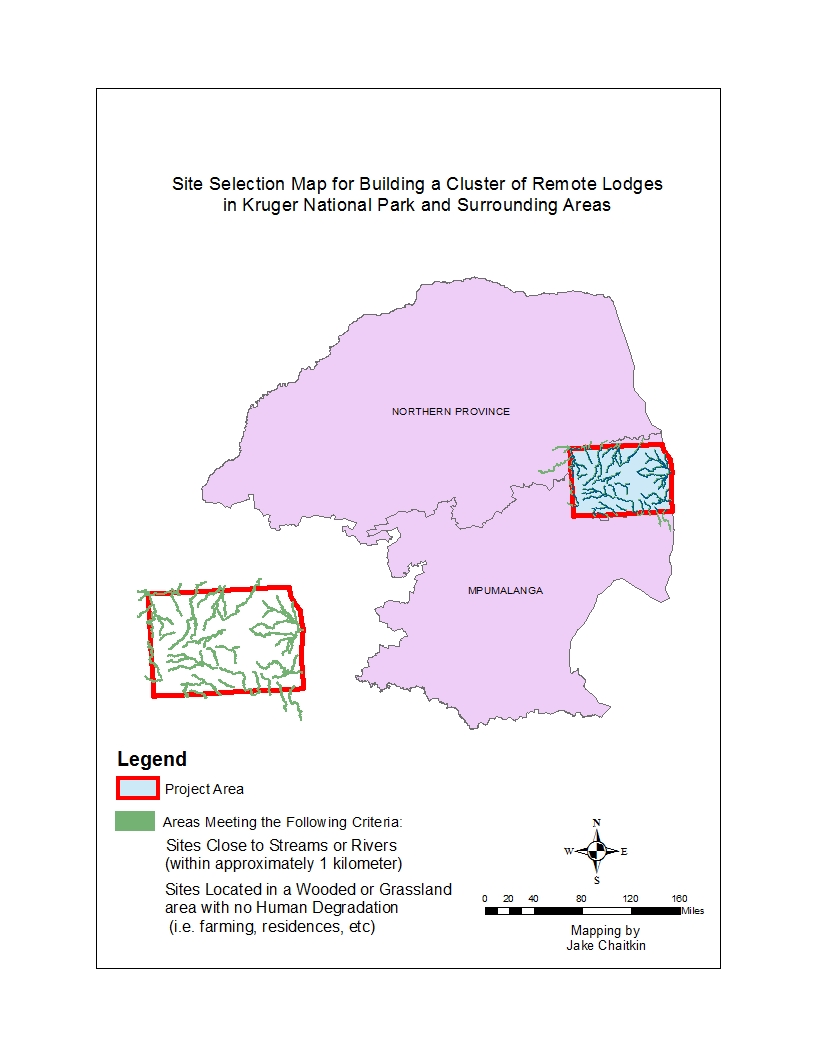 Site Selection Map for Building a Cluster of Remote Lodges
in Kruger National Park and Surrounding Areas
NORTHERN PROVINCE
MPUMALANGA
Legend
Project Area
Areas Meeting the Following Criteria:
Sites Close to Streams or Rivers
(within approximately 1 kilometer)
Sites Located in a Wooded or Grassland
area with no Human Degradation
(i.e. farming, residences, etc)
N
W E
S
0 20 40 80 120 160
Miles
Mapping by
Jake Chaitkin